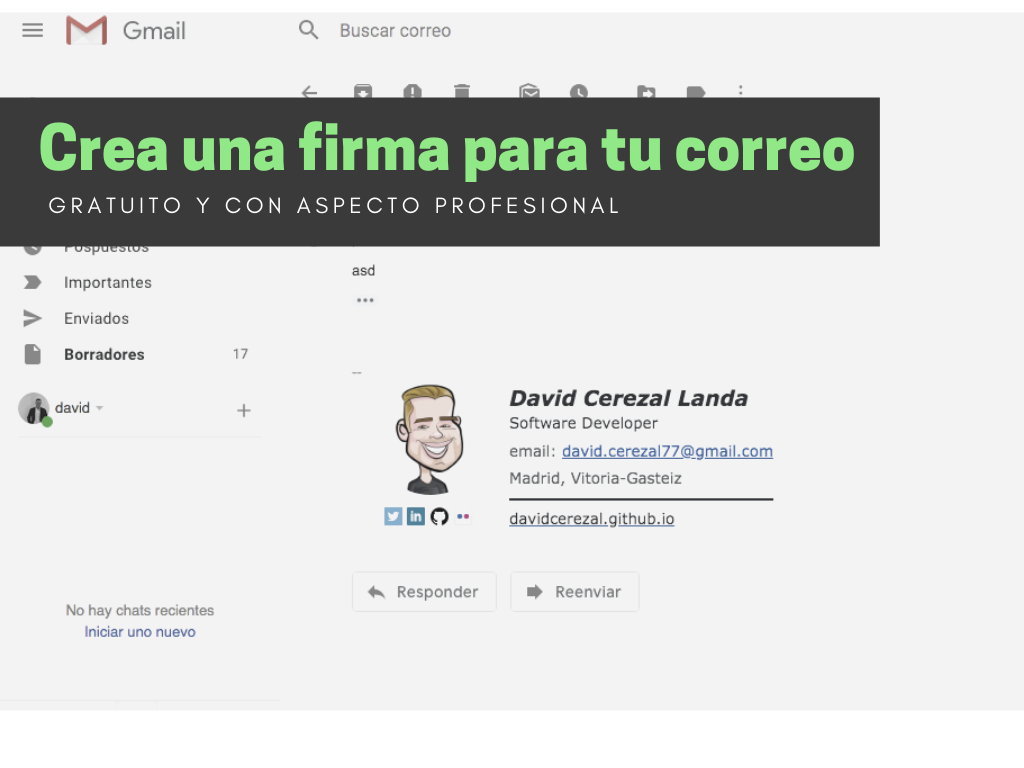 Gmail
Buscar correo
Crea una firma para tu correo
GRATUITO Y CON ASPECTO PROFESIONAL
Pospuestos
Importantes
Enviados
Borradores 17
david
asd
--
David Cerezal Landa
Software Developer
email: david.cerezal77@gmail.com
Madrid, Vitoria-Gasteiz
davidcerezal.github.io
Responder
Reenviar
No hay chats recientes
Iniciar uno nuevo